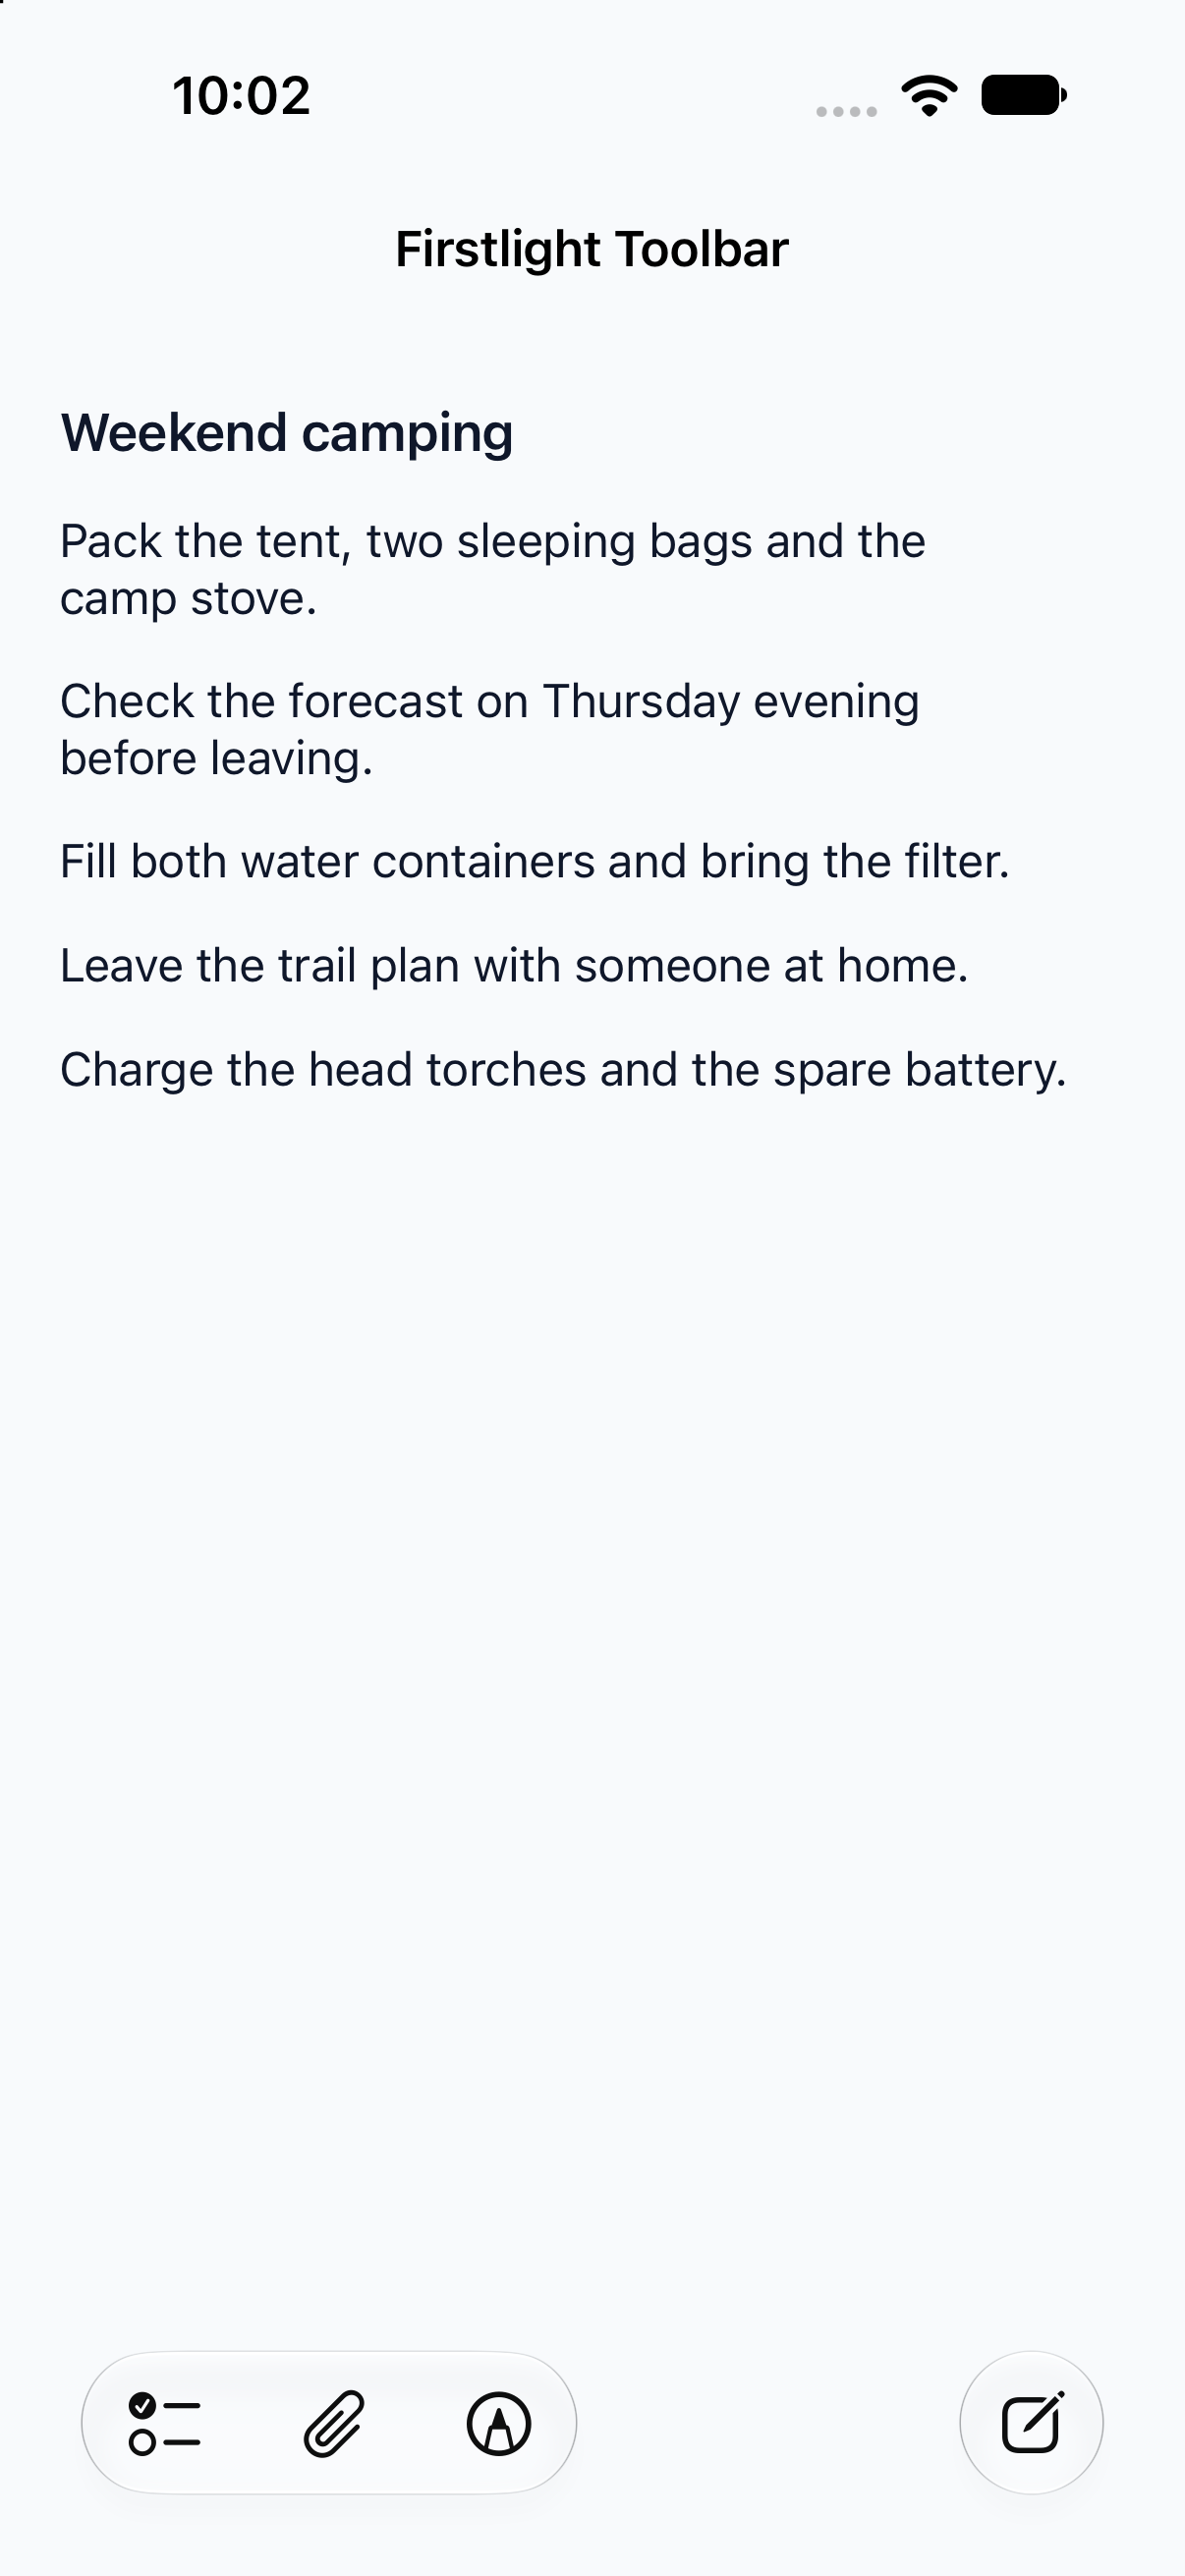 10:02
Firstlight Toolbar
Weekend camping
Pack the tent, two sleeping bags and the
camp stove.
Check the forecast on Thursday evening
before leaving.
Fill both water containers and bring the filter.
Leave the trail plan with someone at home.
Charge the head torches and the spare battery.